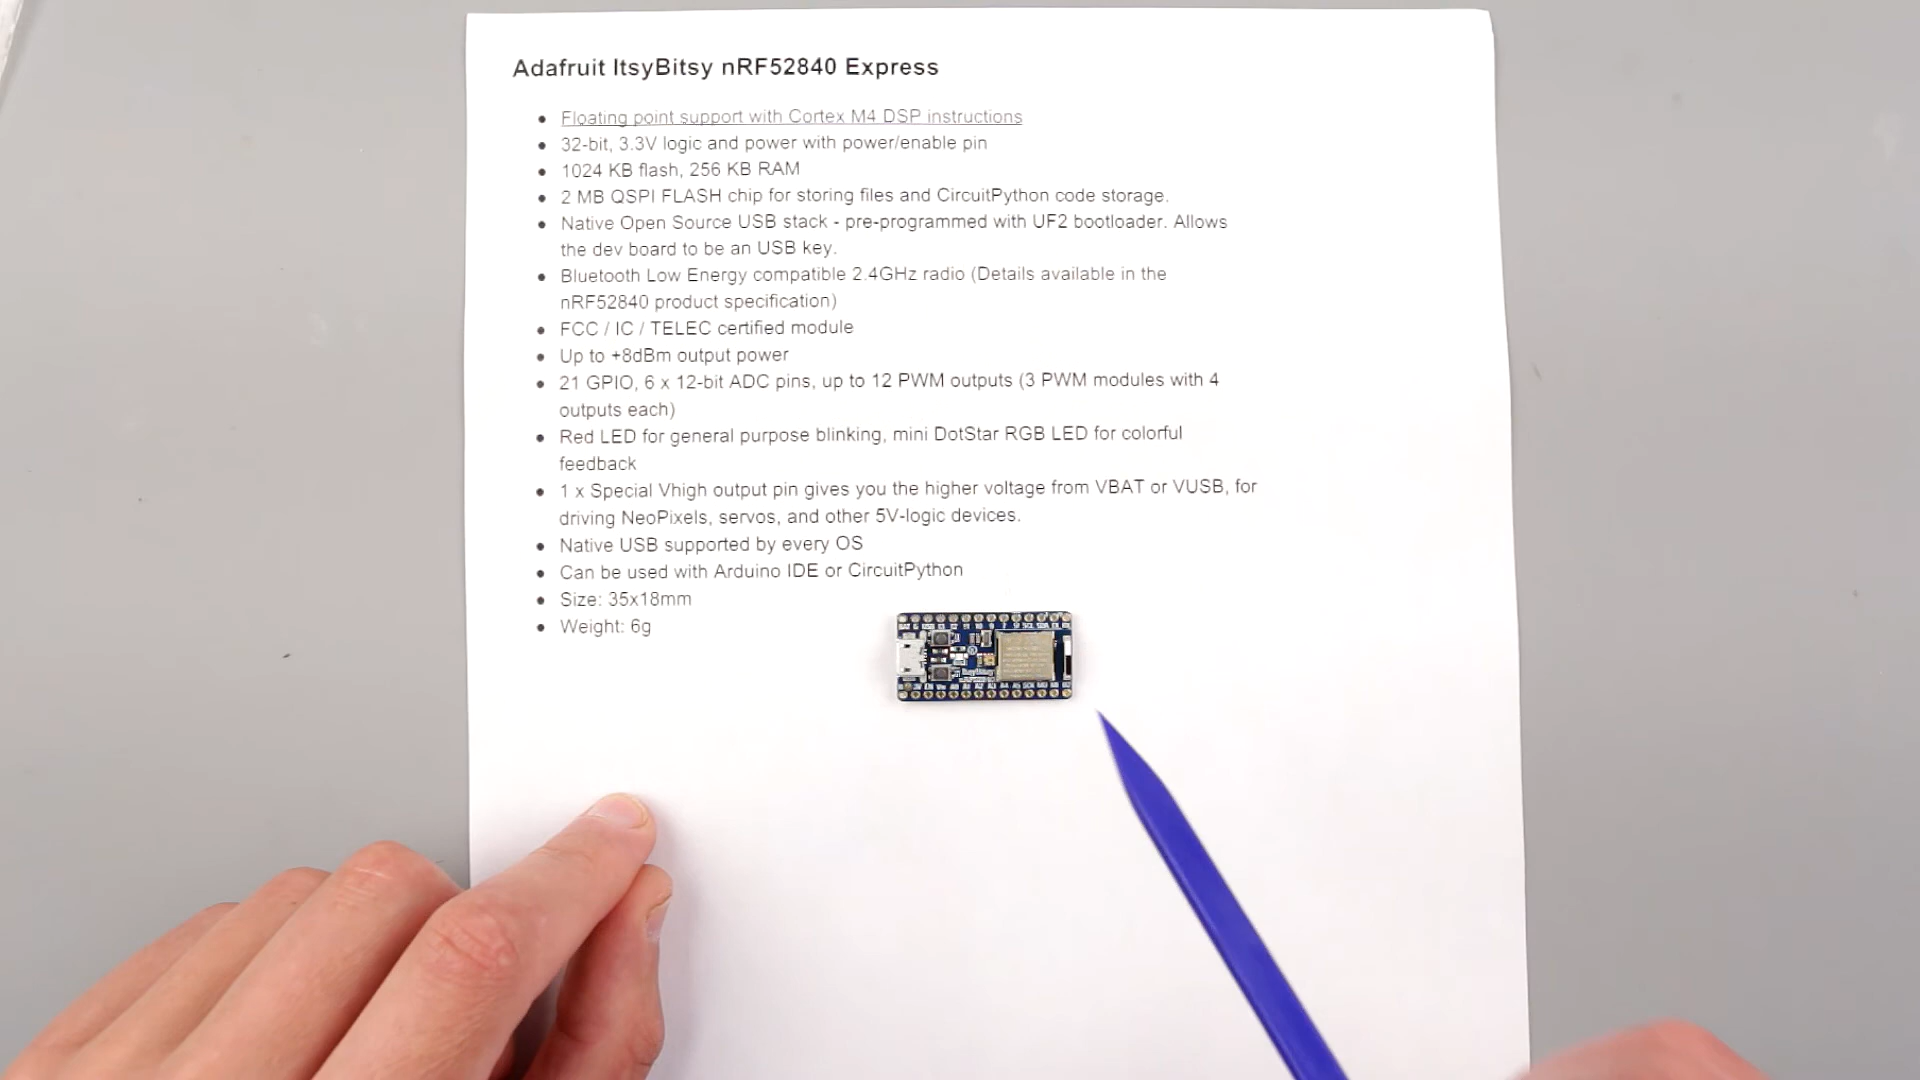 Adafruit ItsyBitsy nRF52840 Express
Floating point support with Cortex M4 DSP instructions
32-bit, 3.3V logic and power with power/enable pin
1024 KB flash, 256 KB RAM
2 MB QSPI FLASH chip for storing files and CircuitPython code storage.
Native Open Source USB stack - pre-programmed with UF2 bootloader. Allows
the dev board to be an USB key.
Bluetooth Low Energy compatible 2.4GHz radio (Details available in the
nRF52840 product specification)
FCC / IC / TELEC certified module
Up to +8dBm output power
21 GPIO, 6 x 12-bit ADC pins, up to 12 PWM outputs (3 PWM modules with 4
outputs each)
Red LED for general purpose blinking, mini DotStar RGB LED for colorful
feedback
1 x Special Vhigh output pin gives you the higher voltage from VBAT or VUSB, for
driving NeoPixels, servos, and other 5V-logic devices.
Native USB supported by every OS
Can be used with Arduino IDE or CircuitPython
Size: 35x18mm
Weight: 6g